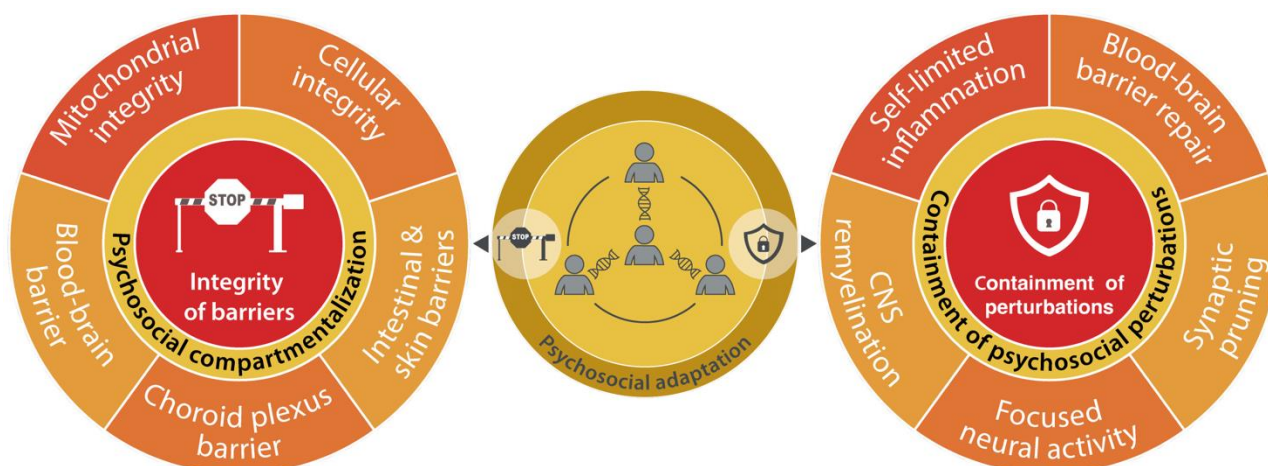 Mitochondrial
integrity
Cellular
integrity
Intestinal &
skin barriers
Choroid plexus
barrier
Blood-brain
barrier
Psychosocial compartmentalization
STOP
Integrity
of barriers
STOP
Psychosocial adaptation
Self-limited
inflammation
Blood-brain
barrier repair
Synaptic
pruning
Focused
neural activity
CNS
remyelination
Containment of psychosocial perturbations
Containment of
perturbations